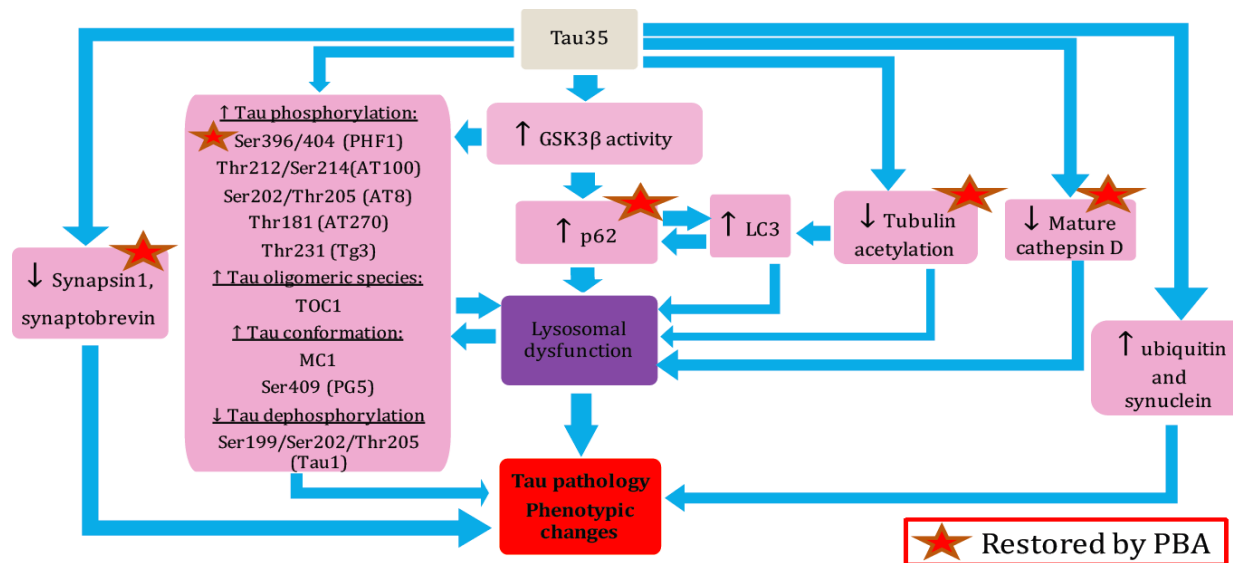 Tau35
↑ Tau phosphorylation:
Ser396/404 (PHF1)
Thr212/Ser214(AT100)
Ser202/Thr205 (AT8)
Thr181 (AT270)
Thr231 (Tg3)
↑ Tau oligomeric species:
TOC1
↑ Tau conformation:
MC1
Ser409 (PG5)
↓ Tau dephosphorylation
Ser199/Ser202/Thr205
(Tau1)
↑ GSK3β activity
↑ p62
↑ LC3
↓ Tubulin
acetylation
↓ Mature
cathepsin D
↓ Synapsin1,
synaptobrevin
Lysosomal
dysfunction
↑ ubiquitin
and
synuclein
Tau pathology
Phenotypic
changes
Restored by PBA